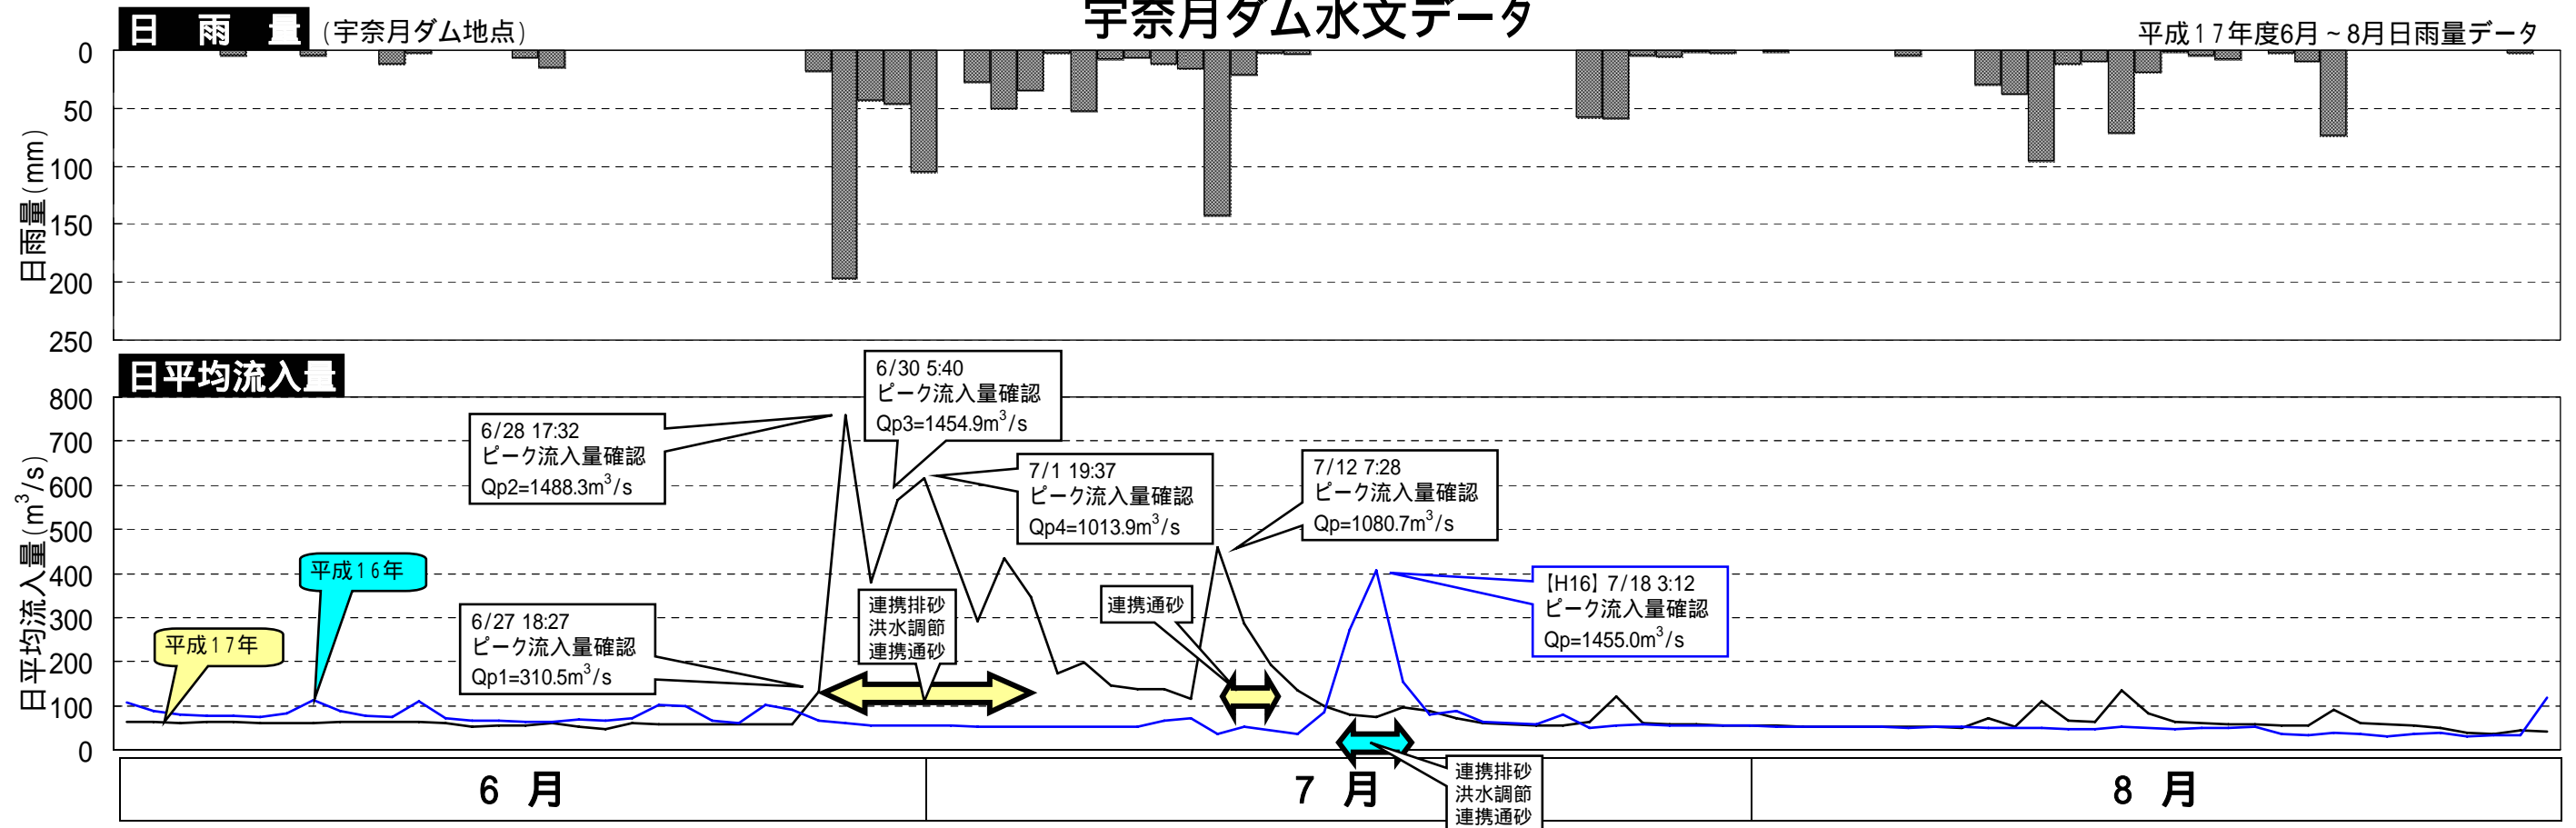 宇奈月ダム水文データ
日 雨 量 (宇奈月ダム地点)
平成17年度6月~8月日雨量データ
日雨量(mm)
0
50
100
150
200
250
日平均流入量
日平均流入量(m³/s)
800
700
600
500
400
300
200
100
0
6/30 5:40
ピーク流入量確認
Qp3=1454.9m³/s
6/28 17:32
ピーク流入量確認
Qp2=1488.3m³/s
7/1 19:37
ピーク流入量確認
Qp4=1013.9m³/s
7/12 7:28
ピーク流入量確認
Qp=1080.7m³/s
平成16年
平成17年
6/27 18:27
ピーク流入量確認
Qp1=310.5m³/s
連携排砂
洪水調節
連携通砂
連携通砂
【H16】 7/18 3:12
ピーク流入量確認
Qp=1455.0m³/s
6 月
7 月
8 月
連携排砂
洪水調節
連携通砂